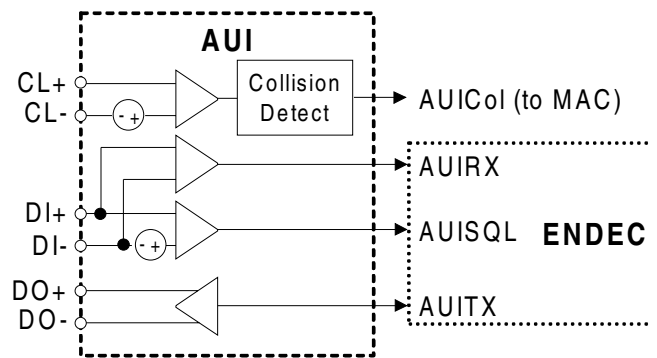 AUI
CL+
CL-
- +
Collision
Detect
AUICol (to MAC)
AUIRX
DI+
DI-
- +
AUISQL
ENDEC
DO+
DO-
AUITX